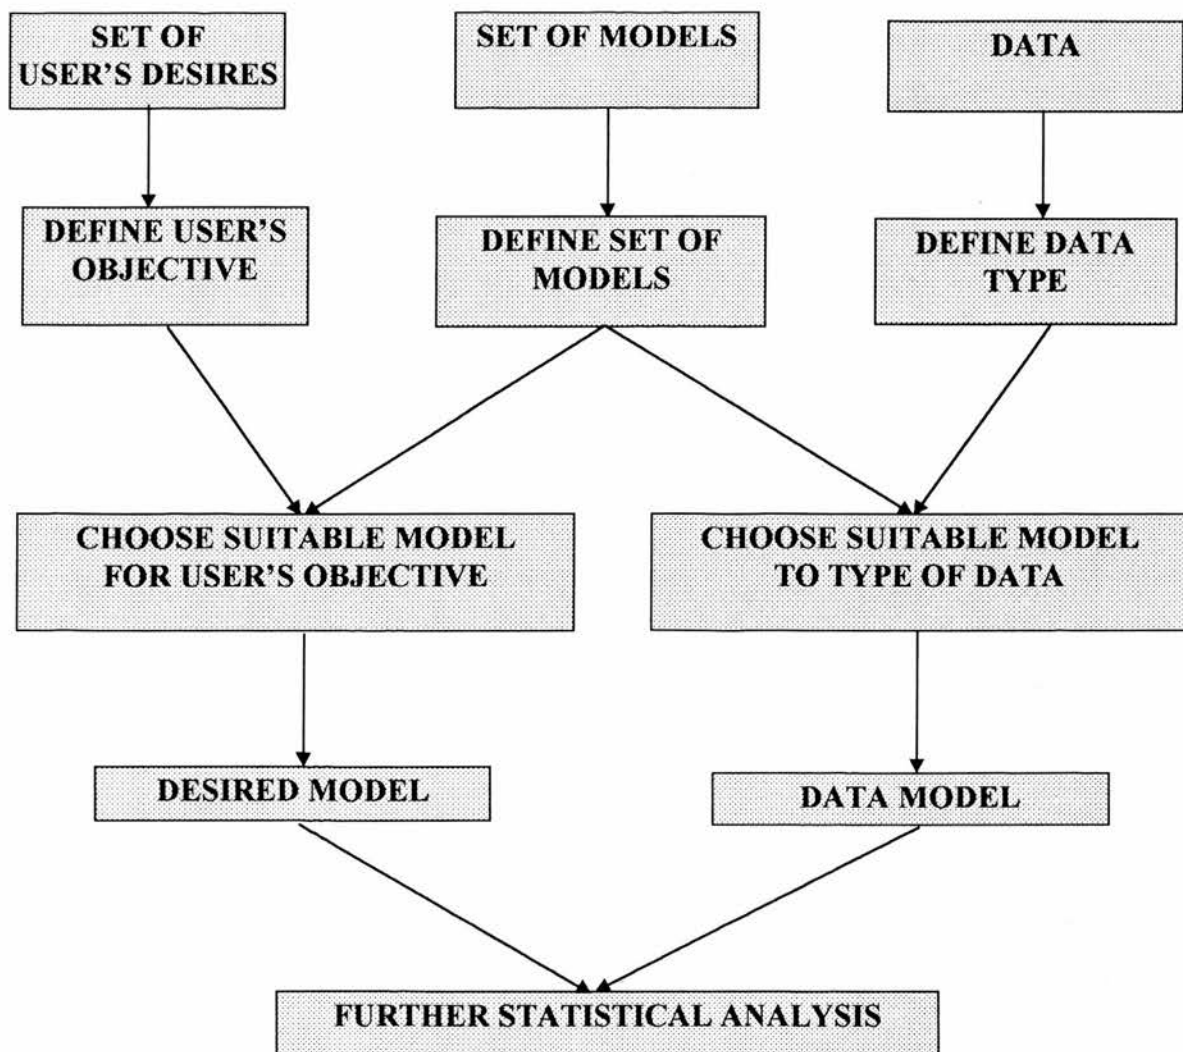 SET OF
USER'S DESIRES
SET OF MODELS
DATA
DEFINE USER'S
OBJECTIVE
DEFINE SET OF
MODELS
DEFINE DATA
TYPE
CHOOSE SUITABLE MODEL
FOR USER'S OBJECTIVE
CHOOSE SUITABLE MODEL
TO TYPE OF DATA
DESIRED MODEL
DATA MODEL
FURTHER STATISTICAL ANALYSIS